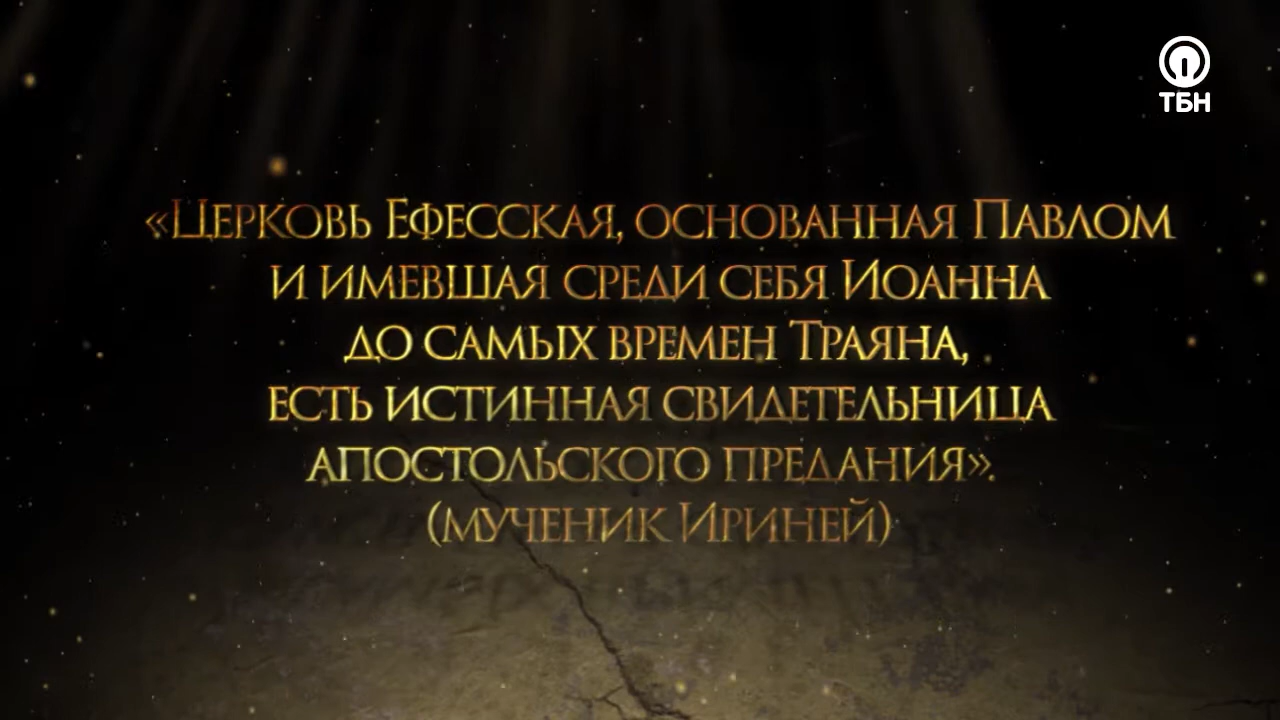 ТБН
«Церковь Ефесская, основанная Павлом
и имевшая среди себя Иоанна
до самых времен Траяна,
есть истинная свидетельница
апостольского предания».
(мученик Ириней)